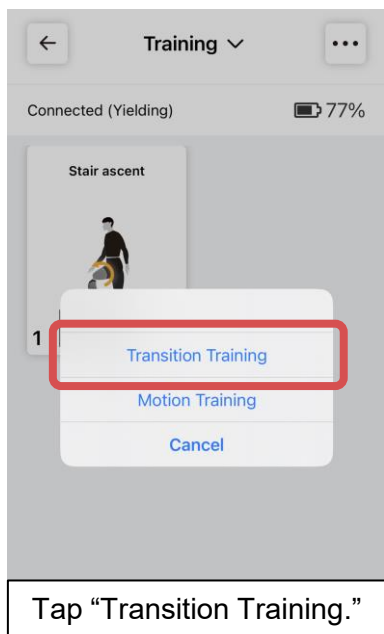 Training
Connected (Yielding) 77%
Stair ascent
1
Transition Training
Motion Training
Cancel
Tap “Transition Training.”